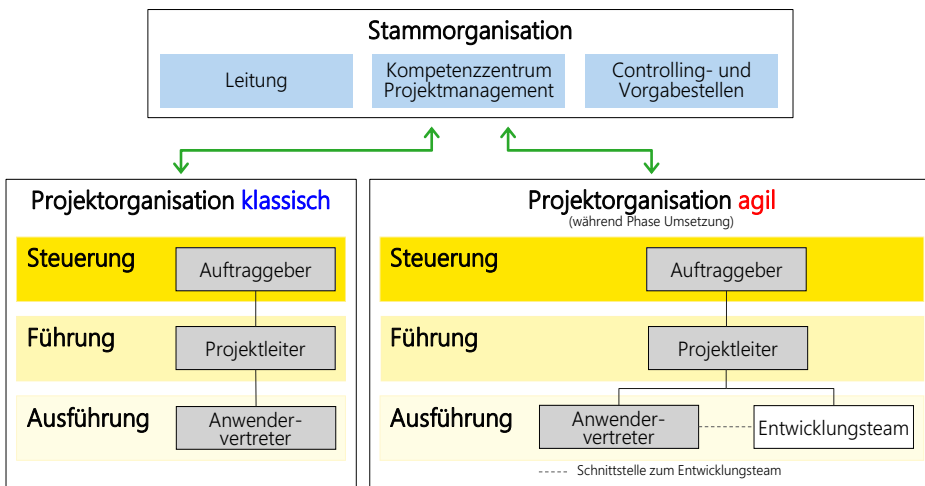 Stammorganisation
Leitung
Kompetenzzentrum
Projektmanagement
Controlling- und
Vorgabestellen
Projektorganisation klassisch
Steuerung
Auftraggeber
Führung
Projektleiter
Ausführung
Anwender-
vertreter
Projektorganisation agil
(während Phase Umsetzung)
Steuerung
Auftraggeber
Führung
Projektleiter
Ausführung
Anwender-
vertreter
Entwicklungsteam
Schnittstelle zum Entwicklungsteam